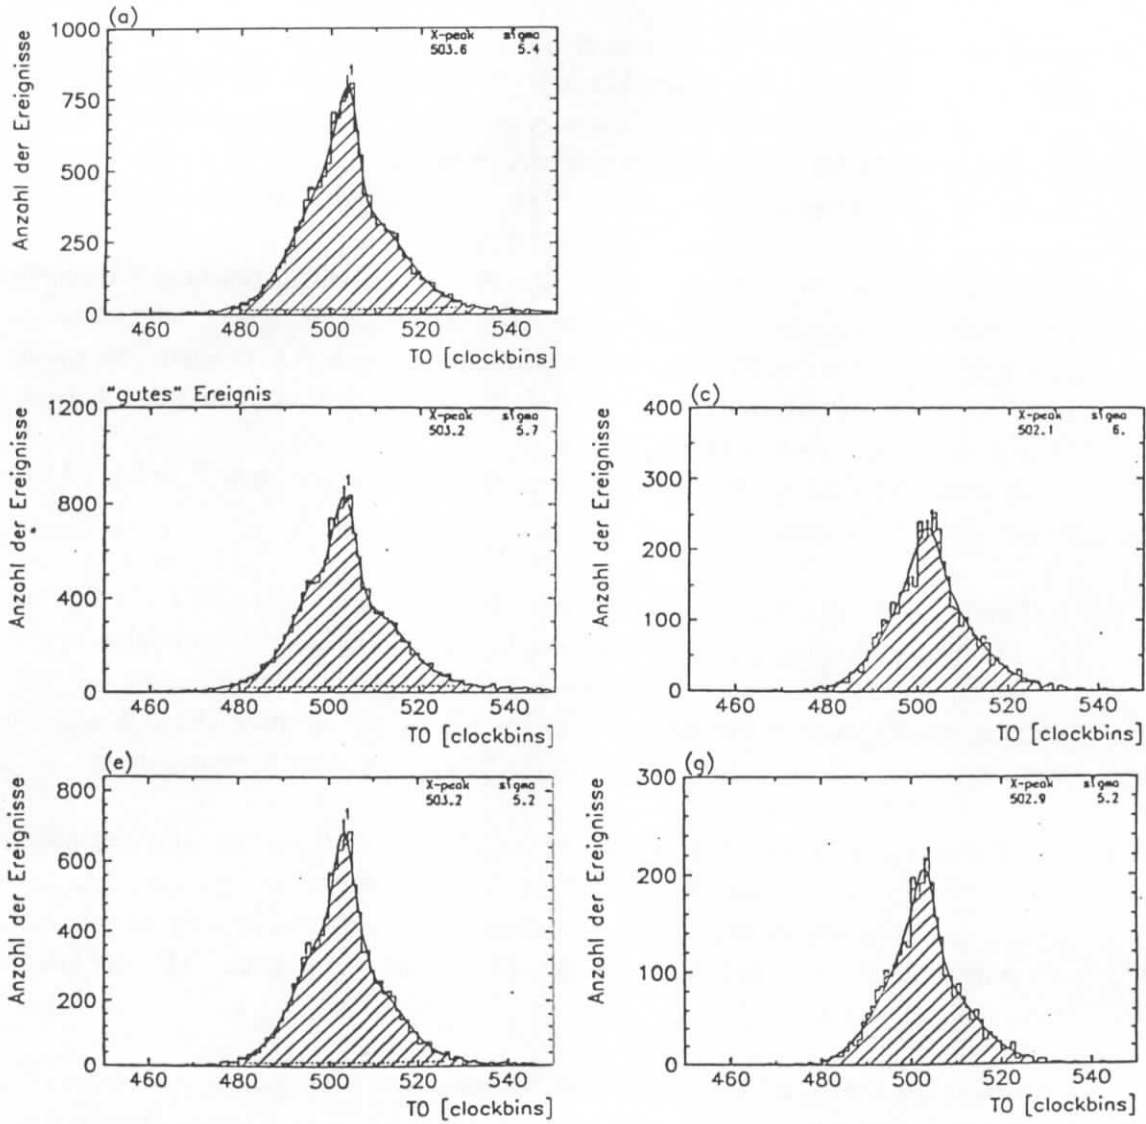 (a)
X-peak sigma
503.6 5.4
1
Anzahl der Ereignisse
1000
750
500
250
0
460 480 500 520 540
T0 [clockbins]
"gutes" Ereignis
X-peak sigma
503.2 5.7
1
Anzahl der Ereignisse
1200
800
400
0
460 480 500 520 540
T0 [clockbins]
(c)
X-peak sigma
502.1 6.
Anzahl der Ereignisse
400
300
200
100
0
460 480 500 520 540
T0 [clockbins]
(e)
X-peak sigma
503.2 5.2
1
Anzahl der Ereignisse
800
600
400
200
0
460 480 500 520 540
T0 [clockbins]
(g)
X-peak sigma
502.9 5.2
Anzahl der Ereignisse
300
200
100
0
460 480 500 520 540
T0 [clockbins]